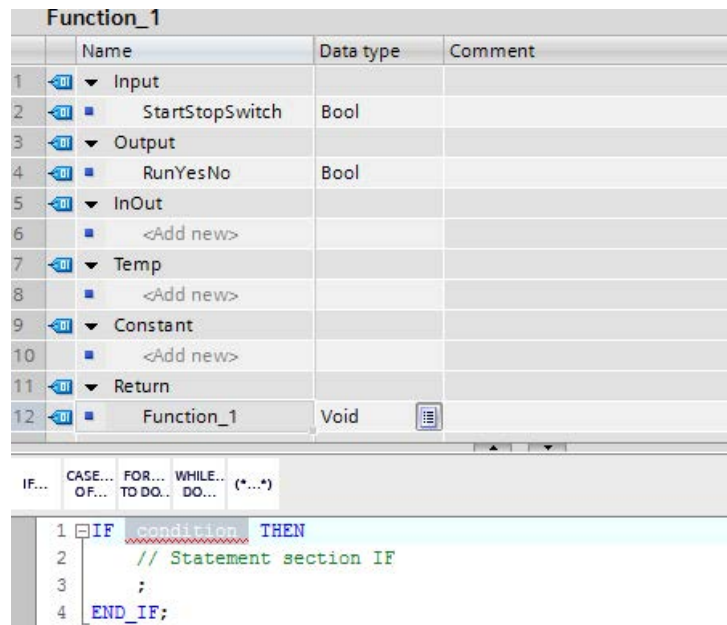 Function_1
Name Data type Comment
1 Input
2 StartStopSwitch Bool
3 Output
4 RunYesNo Bool
5 InOut
6 <Add new>
7 Temp
8 <Add new>
9 Constant
10 <Add new>
11 Return
12 Function_1 Void
IF... CASE... OF... FOR... TO DO.. WHILE.. DO... (*...*)
1 IF condition THEN
2 // Statement section IF
3 ;
4 END_IF;